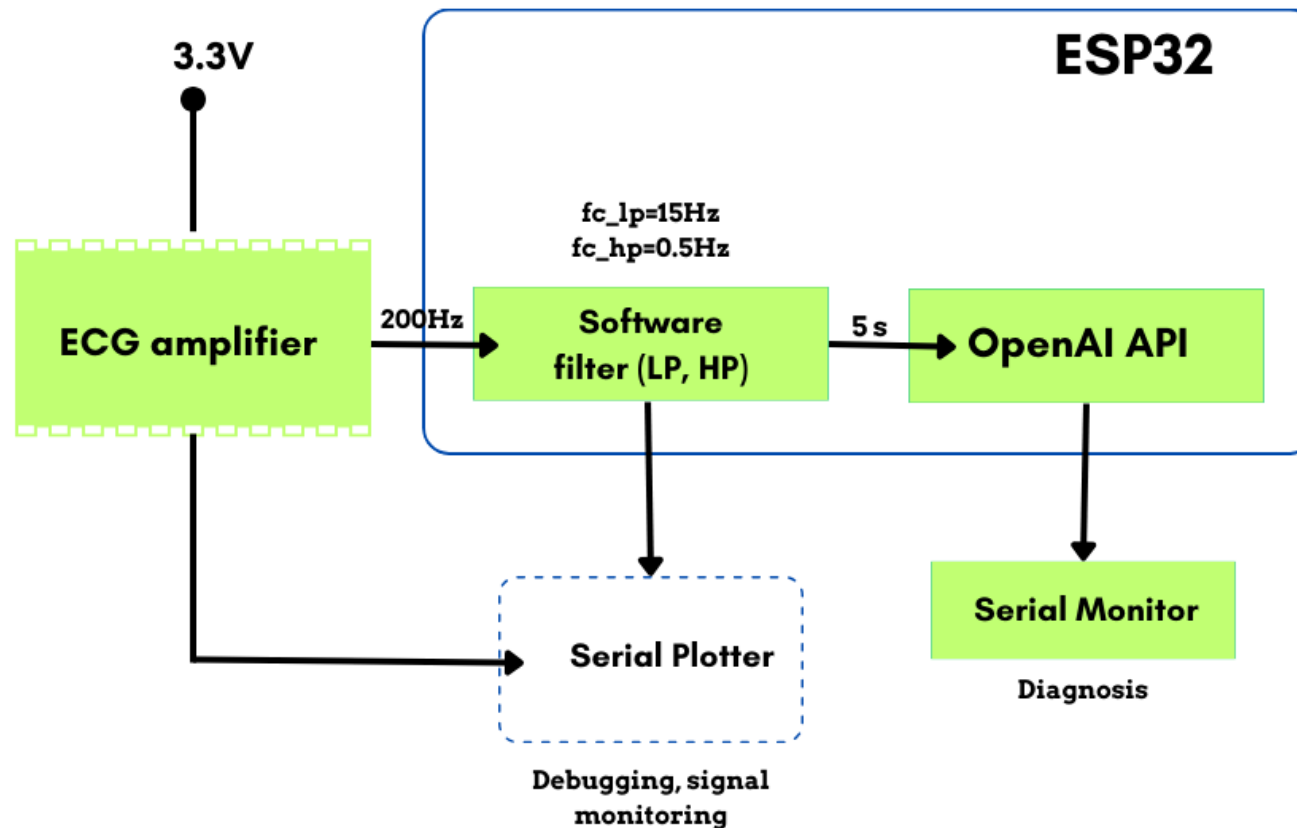 3.3V
ESP32
fc_lp=15Hz
fc_hp=0.5Hz
ECG amplifier
200Hz
Software
filter (LP, HP)
5 s
OpenAI API
Serial Plotter
Serial Monitor
Diagnosis
Debugging, signal
monitoring